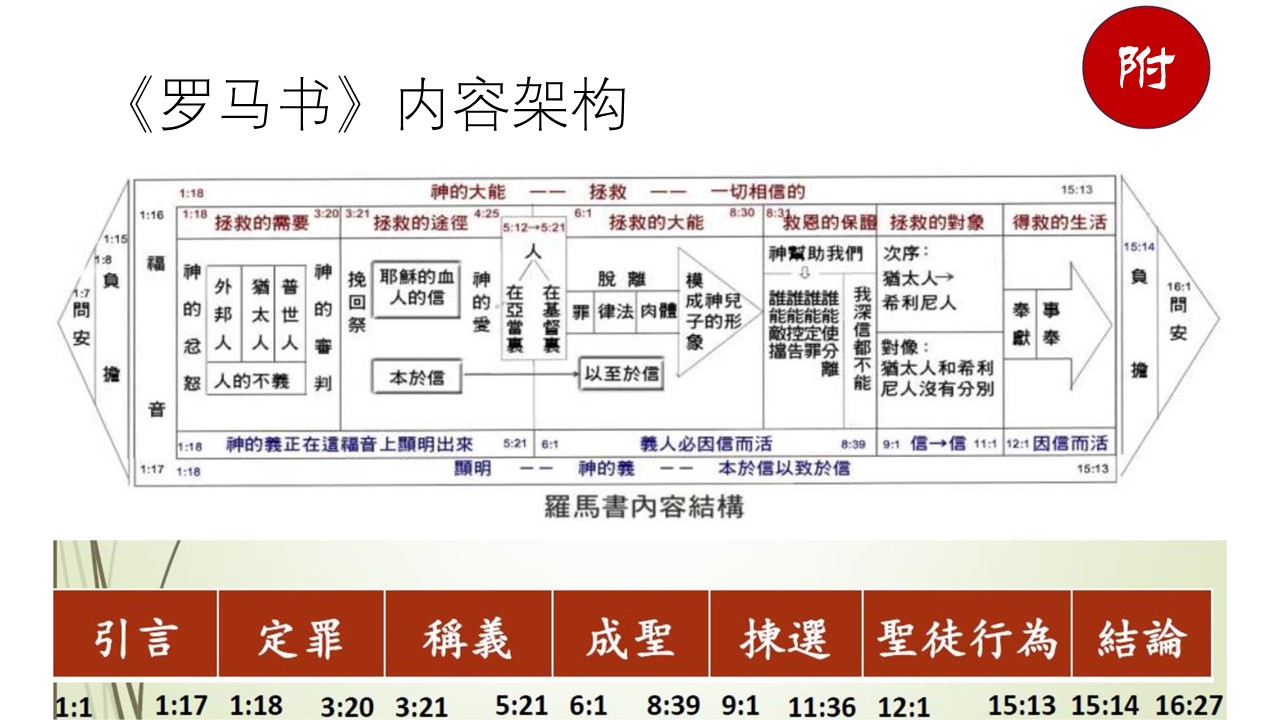 附
《罗马书》内容架构
1:18 神的大能 —— 拯救 —— 一切相信的 15:13
1:7
問安
1:8 1:15
負擔
1:16
福音
1:17
1:18 拯救的需要 3:20
神的忿怒
外邦人
猶太人
普世人
人的不義
神的審判
3:21 拯救的途徑 4:25
挽回祭
耶穌的血
人的信
神的愛
本於信
5:12→5:21
人
在亞當裏
在基督裏
6:1 拯救的大能 8:30
脫離
罪 律法 肉體
以至於信
模
成神兒
子的形
象
8:31 救恩的保證
神幫助我們
誰能敵擋
誰能控告
誰能定罪
誰能使分離
我深信都不能
拯救的對象
次序：
猶太人→
希利尼人
對像：
猶太人和希利
尼人沒有分別
得救的生活
奉獻
事奉
15:14
負擔
16:1
問安
1:18 神的義正在這福音上顯明出來 5:21
6:1 義人必因信而活 8:39
9:1 信→信 11:1
12:1 因信而活
1:18 顯明 —— 神的義 —— 本於信以致於信 15:13
羅馬書內容結構
引言 定罪 稱義 成聖 揀選 聖徒行為 結論
1:1 1:17 1:18 3:20 3:21 5:21 6:1 8:39 9:1 11:36 12:1 15:13 15:14 16:27